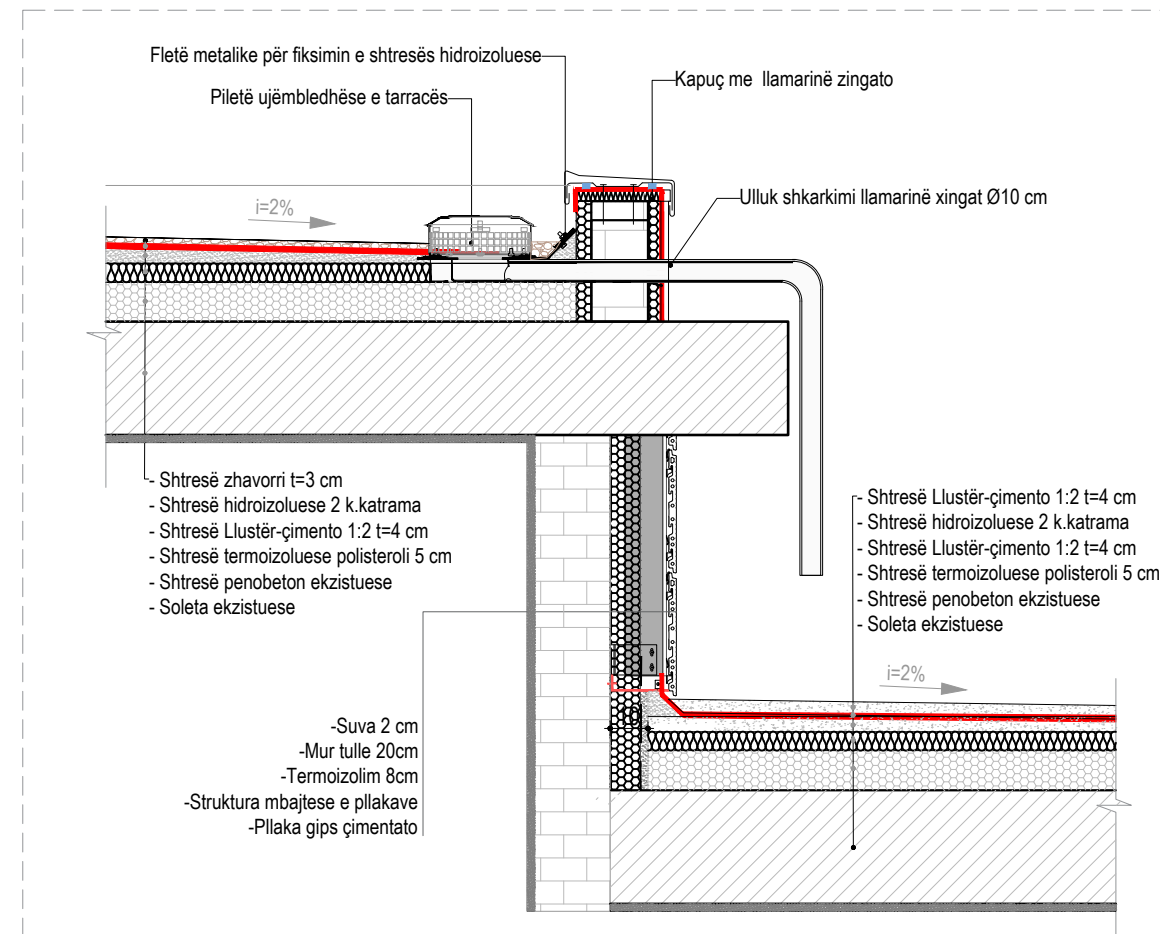 Fletë metalike për fiksimin e shtresës hidroizoluese
Piletë ujëmbledhëse e tarracës
Kapuç me llamarinë zingato
Ulluk shkarkimi llamarinë xingat Ø10 cm
i=2%
- Shtresë zhavorri t=3 cm
- Shtresë hidroizoluese 2 k.katrama
- Shtresë Llustër-çimento 1:2 t=4 cm
- Shtresë termoizoluese polisteroli 5 cm
- Shtresë penobeton ekzistuese
- Soleta ekzistuese
- Shtresë Llustër-çimento 1:2 t=4 cm
- Shtresë hidroizoluese 2 k.katrama
- Shtresë Llustër-çimento 1:2 t=4 cm
- Shtresë termoizoluese polisteroli 5 cm
- Shtresë penobeton ekzistuese
- Soleta ekzistuese
i=2%
-Suva 2 cm
-Mur tulle 20cm
-Termoizolim 8cm
-Struktura mbajtese e pllakave
-Pllaka gips çimentato